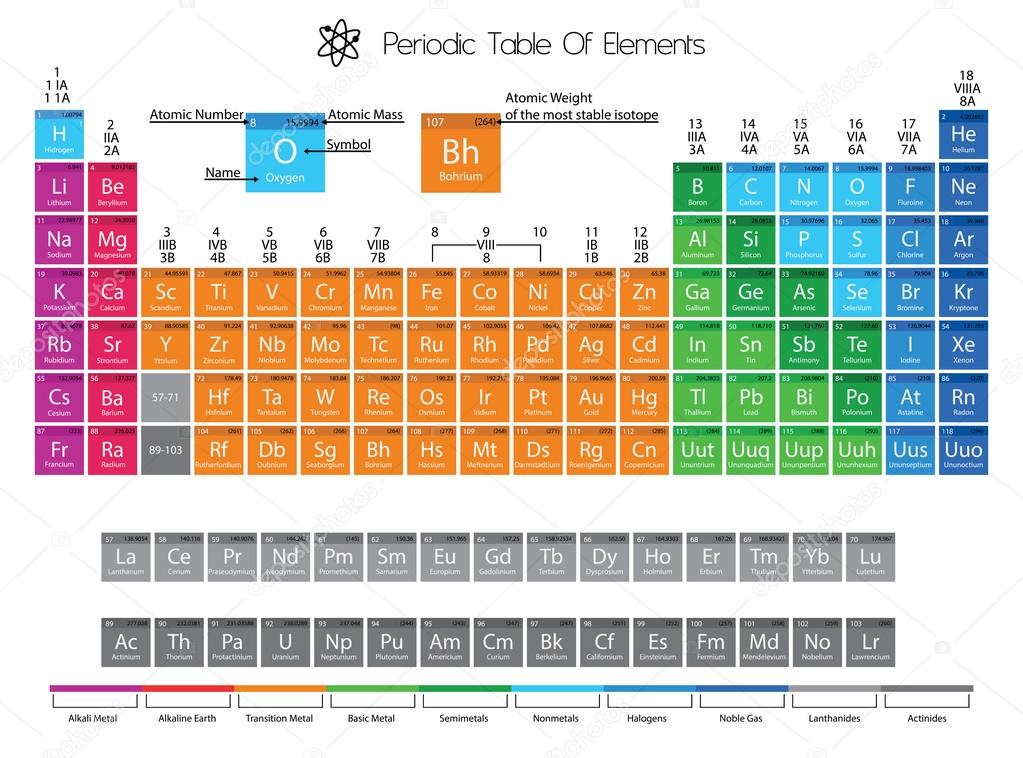 Periodic Table Of Elements
1
1 IA
1 1A
18
VIIIA
8A
Atomic Number
8
15,9994
Atomic Mass
O
Symbol
Name
Oxygen
107
(264)
Bh
Bohrium
Atomic Weight
of the most stable isotope
2
IIA
2A
13
IIIA
3A
14
IVA
4A
15
VA
5A
16
VIA
6A
17
VIIA
7A
3
IIIB
3B
4
IVB
4B
5
VB
5B
6
VIB
6B
7
VIIB
7B
8
9
10
VIII
8
11
IB
1B
12
IIB
2B
1 1.00794
H
Hidrogen
2 4.002602
He
Helium
3 6.941
Li
Lithium
4 9.012182
Be
Beryllium
5 10.811
B
Boron
6 12.0107
C
Carbon
7 14.0067
N
Nitrogen
8 15.9994
O
Oxygen
9 18.998403
F
Fluroine
10 20.1797
Ne
Neon
11 22.98977
Na
Sodium
12 24.3050
Mg
Magnesium
13 26.98153
Al
Aluminum
14 28.0855
Si
Silicon
15 30.97696
P
Phosphorus
16 32.065
S
Sulfur
17 35.453
Cl
Chlorine
18 39.948
Ar
Argon
19 39.0983
K
Potassium
20 40.078
Ca
Calcium
21 44.95591
Sc
Scandium
22 47.867
Ti
Titanium
23 50.9415
V
Vanadium
24 51.9962
Cr
Chromium
25 54.93804
Mn
Manganese
26 55.845
Fe
Iron
27 58.93319
Co
Cobalt
28 58.6934
Ni
Nickel
29 63.546
Cu
Copper
30 65.38
Zn
Zinc
31 69.723
Ga
Gallium
32 72.64
Ge
Germanium
33 74.92160
As
Arsenic
34 78.96
Se
Selenium
35 79.904
Br
Bromine
36 83.798
Kr
Kryptong
37
Rb
Rubidium
38 87.62
Sr
Srontium
39 88.90585
Y
Yttrium
40 91.224
Zr
Zirconium
41 92.90638
Nb
Niobium
42 95.96
Mo
Molybdenum
43 (98)
Tc
Technetium
44 101.07
Ru
Ruthenium
45 102.9055
Rh
Rhodium
46 106.42
Pd
Palladium
47 107.8682
Ag
Silver
48 112.441
Cd
Cadmium
49 114.818
In
Indium
50 118.710
Sn
Tin
51 121.760
Sb
Antimony
52 127.60
Te
Tellurium
53 126.9044
I
Iodine
54 131.293
Xe
Xenon
55 132.9054
Cs
Cesium
56 137.327
Ba
Barium
57-71
72 178.49
Hf
Hafnium
73 180.9478
Ta
Tantalum
74 183.84
W
Tungsten
75 186.207
Re
Rhenium
76 190.23
Os
Osmium
77 192.21
Ir
Iridium
78 195.084
Pt
Platinum
79 196.9665
Au
Gold
80 200.59
Hg
Mercury
81 204.3833
Tl
Thallium
82 207.2
Pb
Lead
83 208.9804
Bi
Bismuth
84 (210)
Po
Polonium
85 (210)
At
Astatine
86 (220)
Rn
Radon
87 (223)
Fr
Francium
88 226.025
Ra
Radium
89-103
104 (261)
Rf
Rutherfordium
105 (262)
Db
Dubnium
106 (266)
Sg
Seaborgium
107 (264)
Bh
Bohrium
108 (277)
Hs
Hassium
109 (268)
Mt
Meitnerium
110 (271)
Ds
Darmstadtium
111 (272)
Rg
Roentgenium
112 (285)
Cn
Copernicium
113 (284)
Uut
Ununtrium
114 (289)
Uuq
Ununquadium
115 (288)
Uup
Ununpentium
116 (292)
Uuh
Ununhexium
117
Uus
Ununseptium
118 (294)
Uuo
Ununoctium
57 138.9054
La
Lanthanum
58 140.116
Ce
Cerium
59 140.9076
Pr
Praseodymium
60 144.242
Nd
Neodymium
61 (145)
Pm
Promethium
62 150.36
Sm
Samarium
63 151.965
Eu
Europium
64 157.25
Gd
Gadolinium
65 158.92534
Tb
Terbium
66 162.50
Dy
Dysprosium
67 164.9303
Ho
Holmium
68 167.26
Er
Erbium
69 168.93421
Tm
Thulium
70
Yb
Ytterbium
70 174.967
Lu
Lutetium
89 277.028
Ac
Actinium
90 232.0381
Th
Thorium
91 231.03588
Pa
Protactinium
92 238.0289
U
Uranium
93 237.048
Np
Neptunium
94 (244)
Pu
Plutonium
95 (243)
Am
Americium
96 (247)
Cm
Curium
97 (247)
Bk
Berkelium
98 (251)
Cf
Californium
99 (252)
Es
Einsteinium
100 (257)
Fm
Fermium
101 (258)
Md
Mendelevium
102 (259)
No
Nobelium
103 (260)
Lr
Lawrencium
Alkali Metal
Alkaline Earth
Transition Metal
Basic Metal
Semimetals
Nonmetals
Halogens
Noble Gas
Lanthanides
Actinides
depositphotos